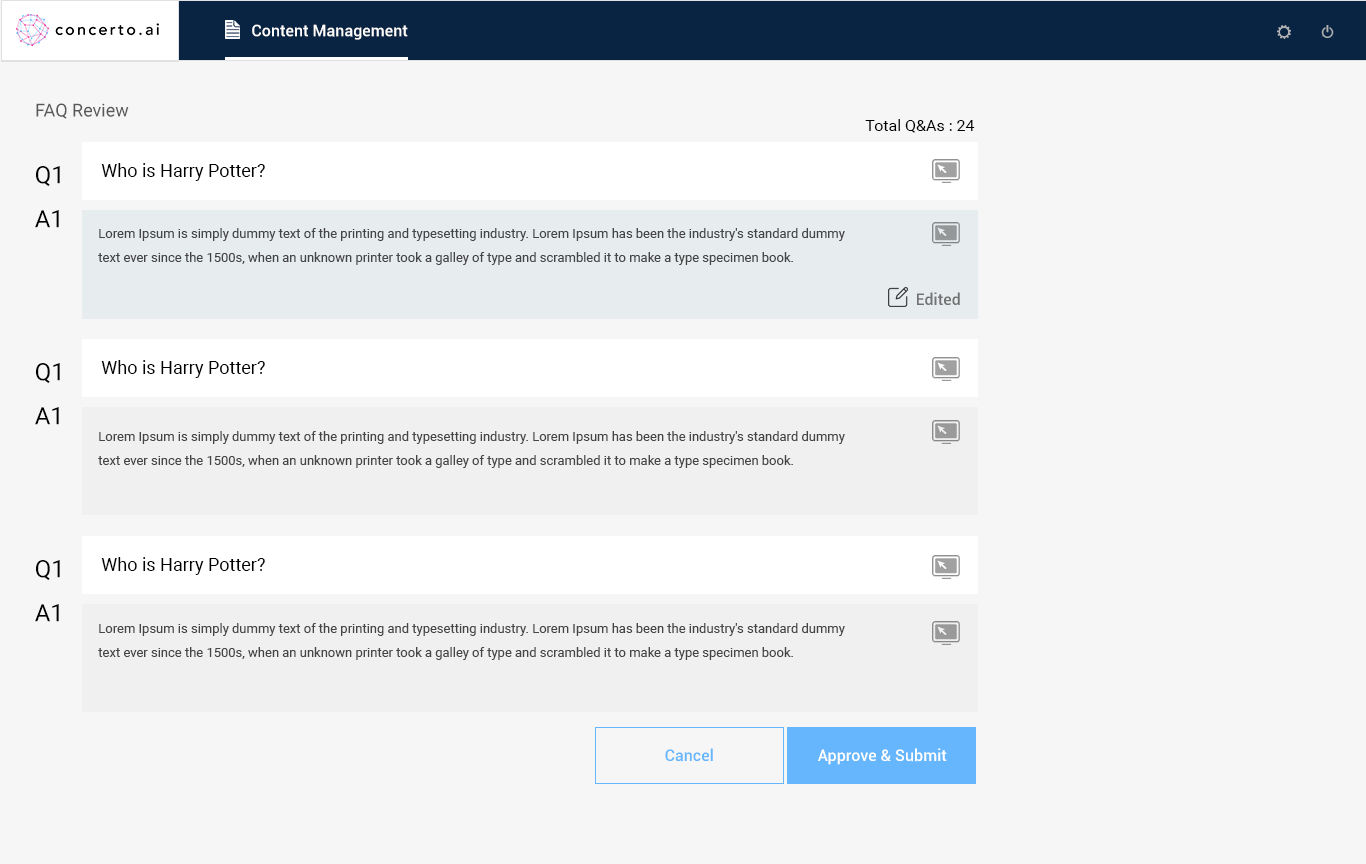 concerto.ai
Content Management
FAQ Review
Total Q&As : 24
Q1
Who is Harry Potter?
A1
Lorem Ipsum is simply dummy text of the printing and typesetting industry. Lorem Ipsum has been the industry's standard dummy
text ever since the 1500s, when an unknown printer took a galley of type and scrambled it to make a type specimen book.
Edited
Q1
Who is Harry Potter?
A1
Lorem Ipsum is simply dummy text of the printing and typesetting industry. Lorem Ipsum has been the industry's standard dummy
text ever since the 1500s, when an unknown printer took a galley of type and scrambled it to make a type specimen book.
Q1
Who is Harry Potter?
A1
Lorem Ipsum is simply dummy text of the printing and typesetting industry. Lorem Ipsum has been the industry's standard dummy
text ever since the 1500s, when an unknown printer took a galley of type and scrambled it to make a type specimen book.
Cancel
Approve & Submit